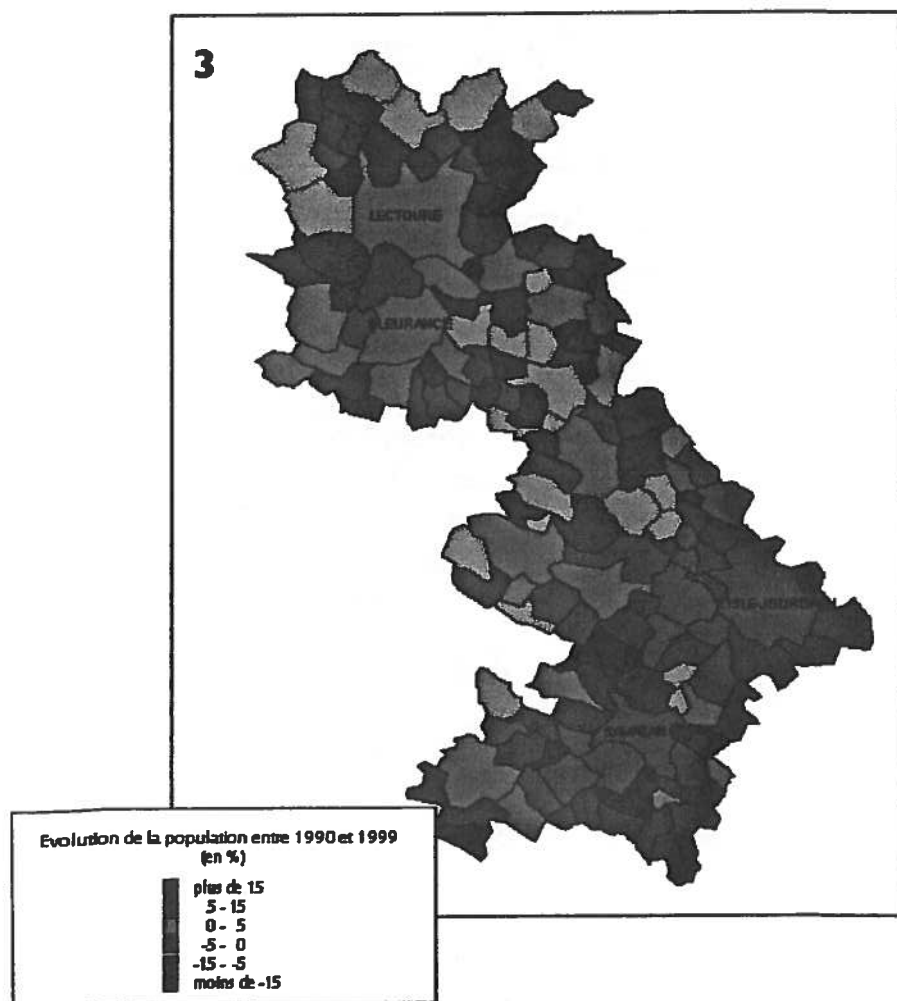 3
LECTOURE
FLEURANCE
Evolution de la population entre 1990 et 1999
(en %)
plus de 15
5 - 15
0 - 5
-5 - 0
-15 - -5
moins de -15